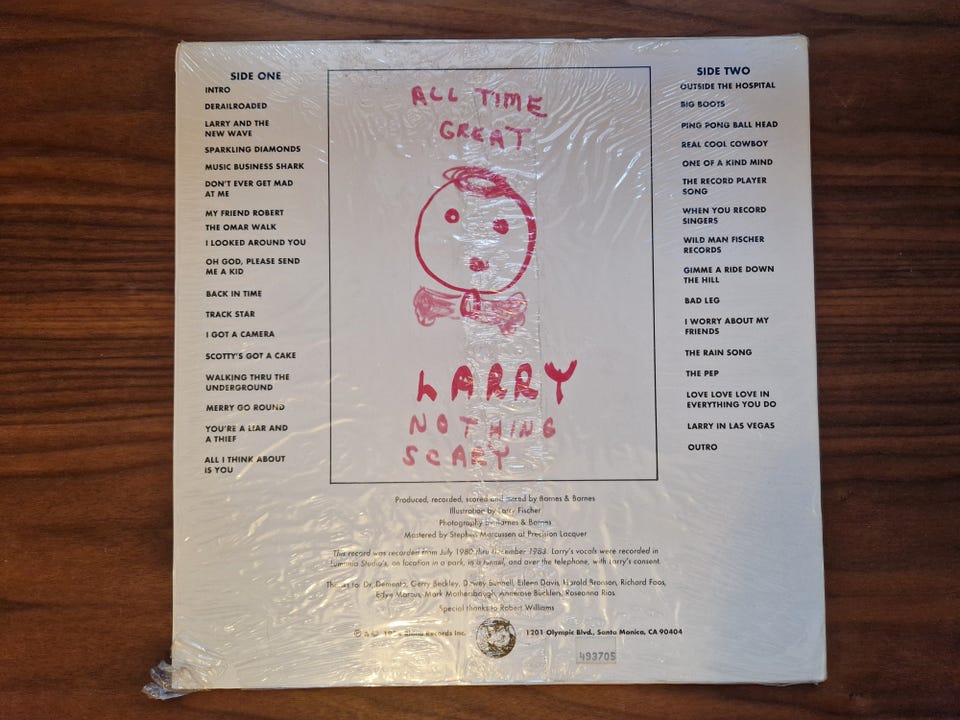 SIDE ONE
INTRO
DERAILROADED
LARRY AND THE
NEW WAVE
SPARKLING DIAMONDS
MUSIC BUSINESS SHARK
DON'T EVER GET MAD
AT ME
MY FRIEND ROBERT
THE OMAR WALK
I LOOKED AROUND YOU
OH GOD, PLEASE SEND
ME A KID
BACK IN TIME
TRACK STAR
I GOT A CAMERA
SCOTTY'S GOT A CAKE
WALKING THRU THE
UNDERGROUND
MERRY GO ROUND
YOU'RE A LIAR AND
A THIEF
ALL I THINK ABOUT
IS YOU
ALL TIME
GREAT
LARRY
NOTHING
SCARY
SIDE TWO
OUTSIDE THE HOSPITAL
BIG BOOTS
PING PONG BALL HEAD
REAL COOL COWBOY
ONE OF A KIND MIND
THE RECORD PLAYER
SONG
WHEN YOU RECORD
SINGERS
WILD MAN FISCHER
RECORDS
GIMME A RIDE DOWN
THE HILL
BAD LEG
I WORRY ABOUT MY
FRIENDS
THE RAIN SONG
THE PEP
LOVE LOVE LOVE IN
EVERYTHING YOU DO
LARRY IN LAS VEGAS
OUTRO
Produced, recorded, scored and mixed by Barnes & Barnes
Illustration by Larry Fischer
Photography by Barnes & Barnes
Mastered by Stephen Marcussen at Precision Lacquer
This record was recorded from July 1980 thru December 1983. Larry's vocals were recorded in
Lumania Studio's, on location in a park, in a tunnel, and over the telephone, with Larry's consent.
Thanks to: Dr. Demento, Gerry Beckley, Dewey Bunnell, Eileen Davis, Harold Bronson, Richard Foos,
Edye Marcus, Mark Mothersbaugh, Annerose Bücklers, Roseanna Rios
Special thanks to Robert Williams
Ⓟ & © Rhino Records Inc.
1201 Olympic Blvd., Santa Monica, CA 90404
493705